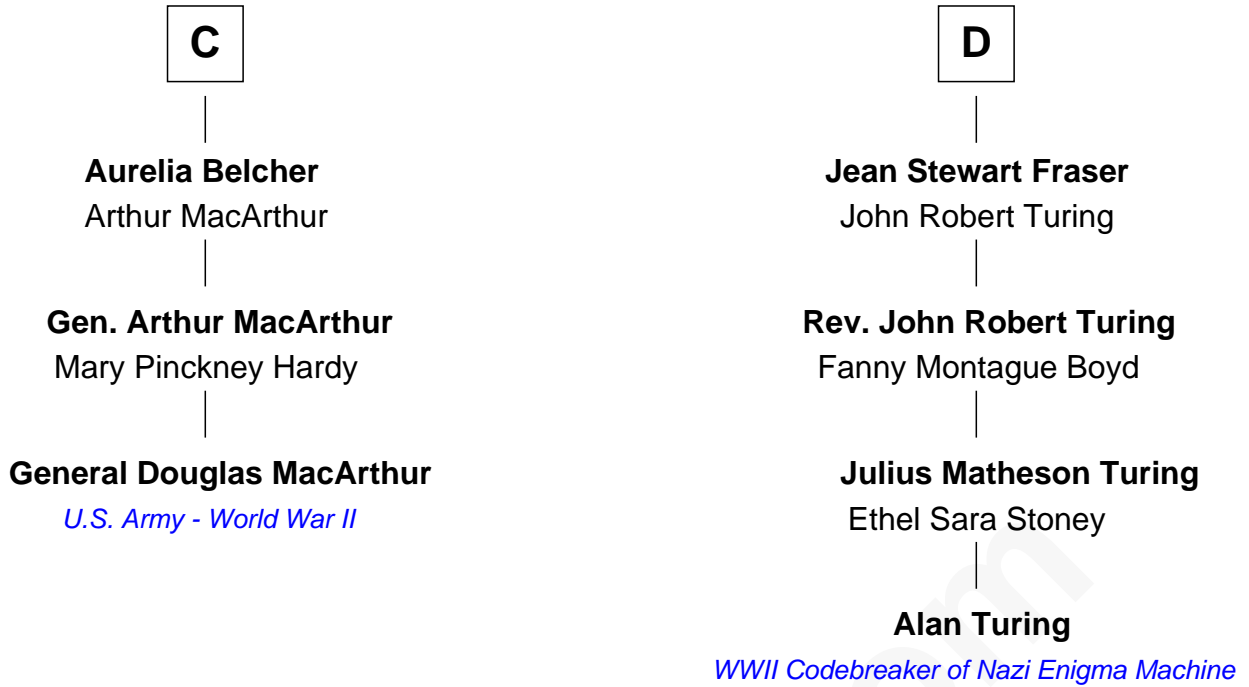 C
Aurelia Belcher
Arthur MacArthur
Gen. Arthur MacArthur
Mary Pinckney Hardy
General Douglas MacArthur
U.S. Army - World War II
D
Jean Stewart Fraser
John Robert Turing
Rev. John Robert Turing
Fanny Montague Boyd
Julius Matheson Turing
Ethel Sara Stoney
Alan Turing
WWII Codebreaker of Nazi Enigma Machine